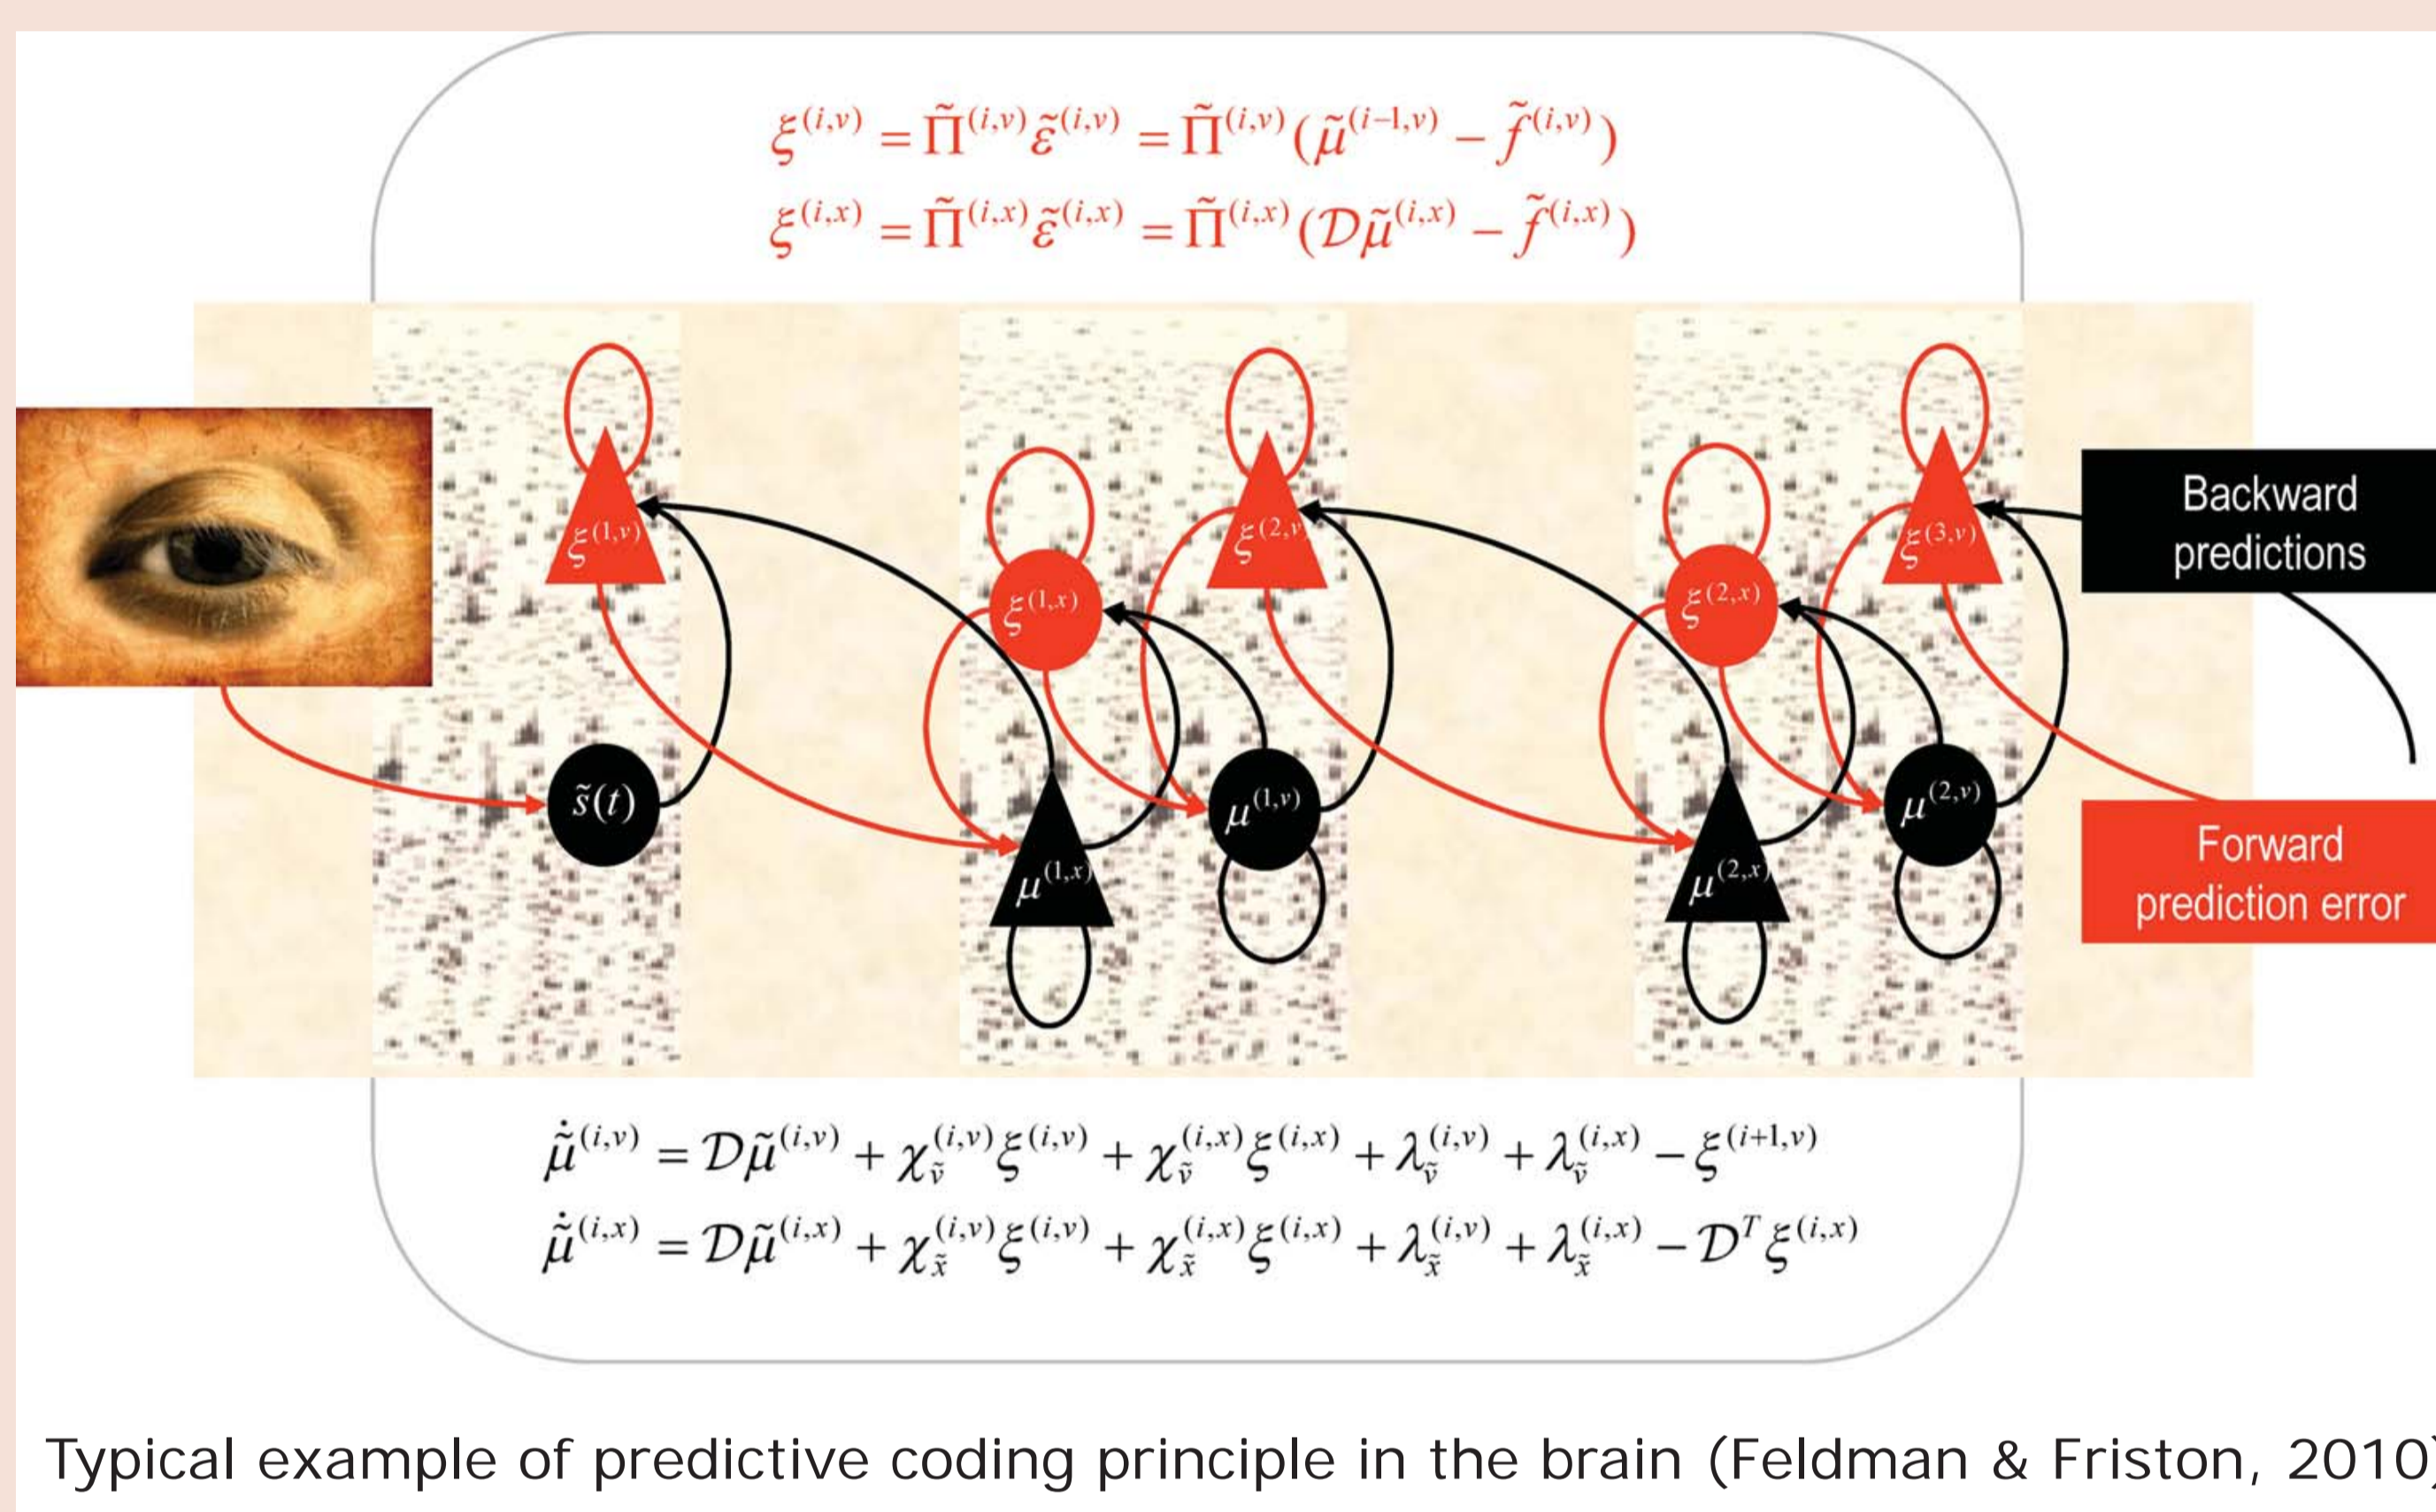 ξ^(i,v) = Π̃^(i,v) ε̃^(i,v) = Π̃^(i,v) (μ̃^(i−1,v) − f̃^(i,v))
ξ^(i,x) = Π̃^(i,x) ε̃^(i,x) = Π̃^(i,x) (𝒟μ̃^(i,x) − f̃^(i,x))
ξ^(1,v)
ξ^(2,v
ξ^(3,v)
Backward
predictions
ξ^(1,x)
ξ^(2,x)
s̃(t)
μ^(1,v)
μ^(2,v)
μ^(1,x)
μ^(2,x)
Forward
prediction error
μ̃̇^(i,v) = 𝒟μ̃^(i,v) + χ_ṽ^(i,v) ξ^(i,v) + χ_ṽ^(i,x) ξ^(i,x) + λ_ṽ^(i,v) + λ_ṽ^(i,x) − ξ^(i+1,v)
μ̃̇^(i,x) = 𝒟μ̃^(i,x) + χ_x̃^(i,v) ξ^(i,v) + χ_x̃^(i,x) ξ^(i,x) + λ_x̃^(i,v) + λ_x̃^(i,x) − 𝒟^T ξ^(i,x)
Typical example of predictive coding principle in the brain (Feldman & Friston, 2010)